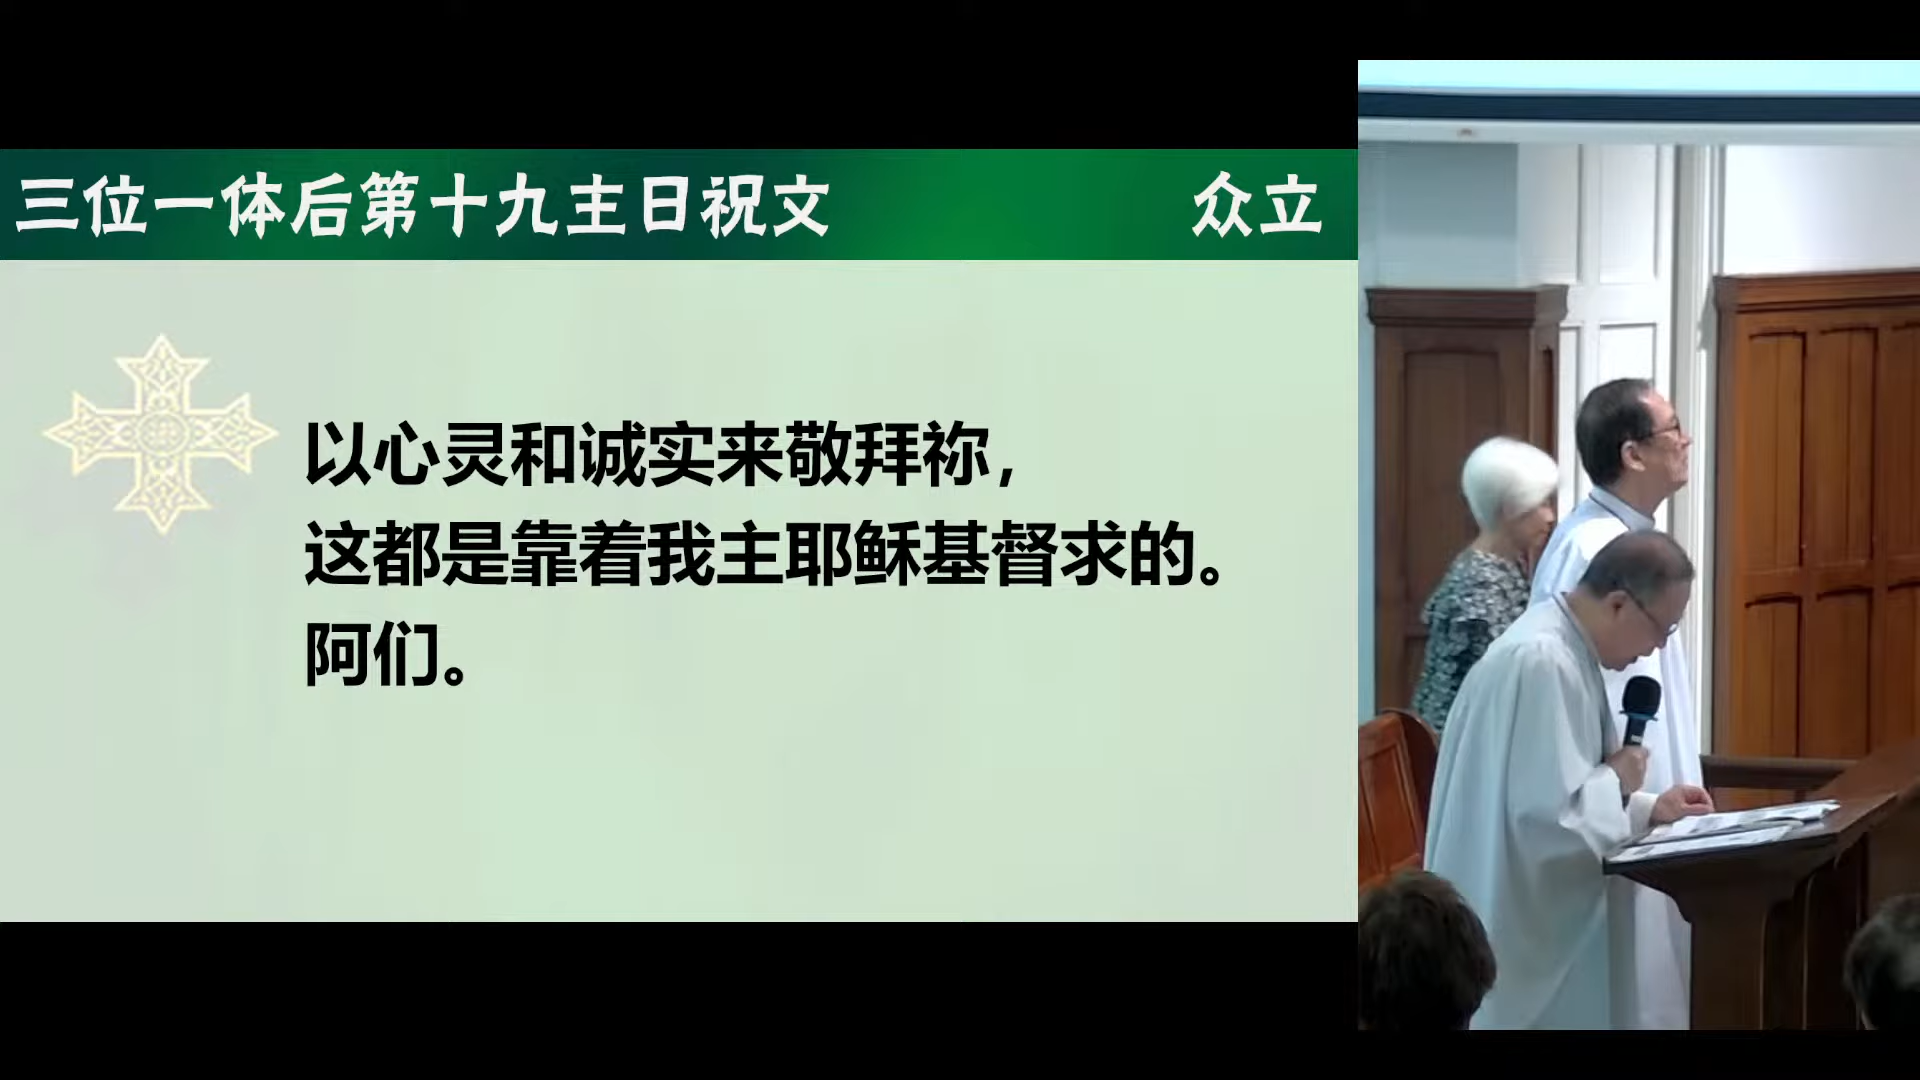 三位一体后第十九主日祝文 众立
以心灵和诚实来敬拜祢，
这都是靠着我主耶稣基督求的。
阿们。